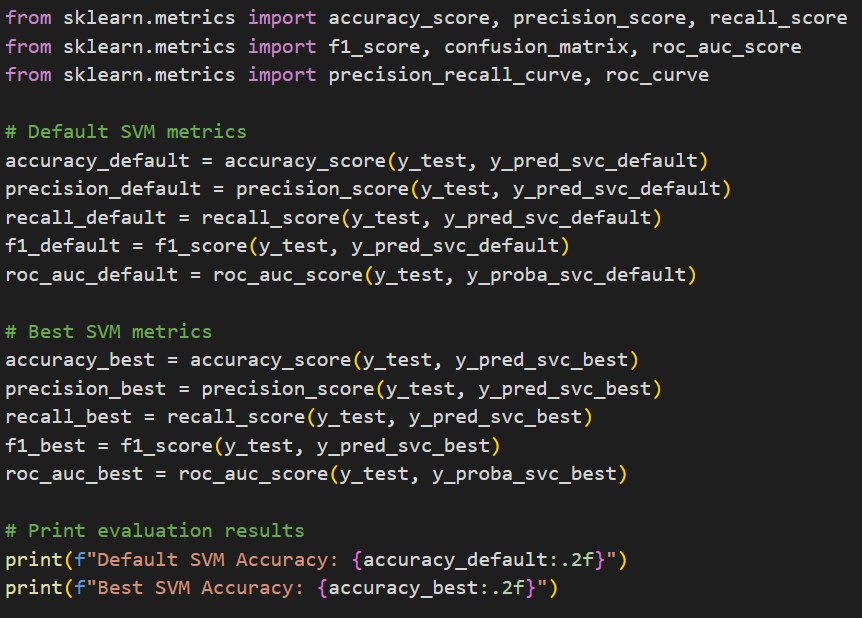 from sklearn.metrics import accuracy_score, precision_score, recall_score
from sklearn.metrics import f1_score, confusion_matrix, roc_auc_score
from sklearn.metrics import precision_recall_curve, roc_curve

# Default SVM metrics
accuracy_default = accuracy_score(y_test, y_pred_svc_default)
precision_default = precision_score(y_test, y_pred_svc_default)
recall_default = recall_score(y_test, y_pred_svc_default)
f1_default = f1_score(y_test, y_pred_svc_default)
roc_auc_default = roc_auc_score(y_test, y_proba_svc_default)

# Best SVM metrics
accuracy_best = accuracy_score(y_test, y_pred_svc_best)
precision_best = precision_score(y_test, y_pred_svc_best)
recall_best = recall_score(y_test, y_pred_svc_best)
f1_best = f1_score(y_test, y_pred_svc_best)
roc_auc_best = roc_auc_score(y_test, y_proba_svc_best)

# Print evaluation results
print(f"Default SVM Accuracy: {accuracy_default:.2f}")
print(f"Best SVM Accuracy: {accuracy_best:.2f}")